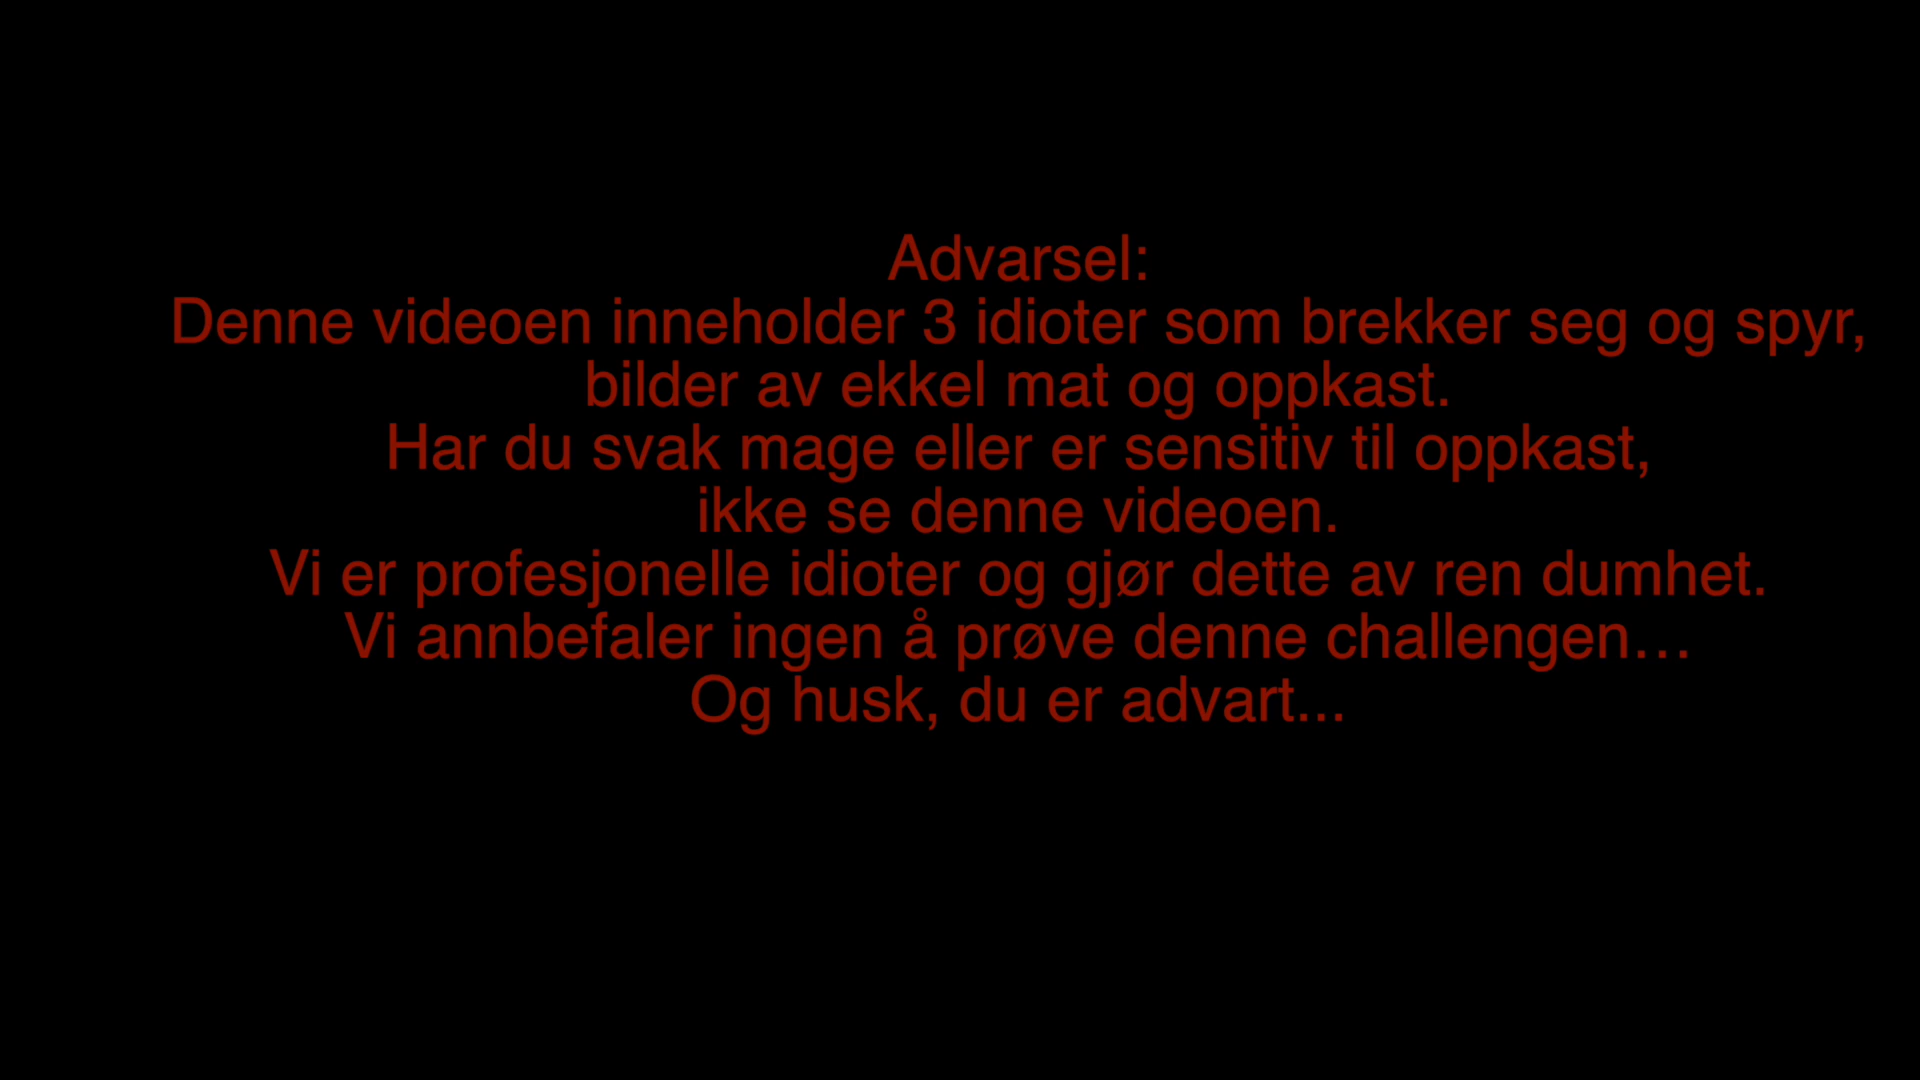 Advarsel:
Denne videoen inneholder 3 idioter som brekker seg og spyr,
bilder av ekkel mat og oppkast.
Har du svak mage eller er sensitiv til oppkast,
ikke se denne videoen.
Vi er profesjonelle idioter og gjør dette av ren dumhet.
Vi annbefaler ingen å prøve denne challengen…
Og husk, du er advart...